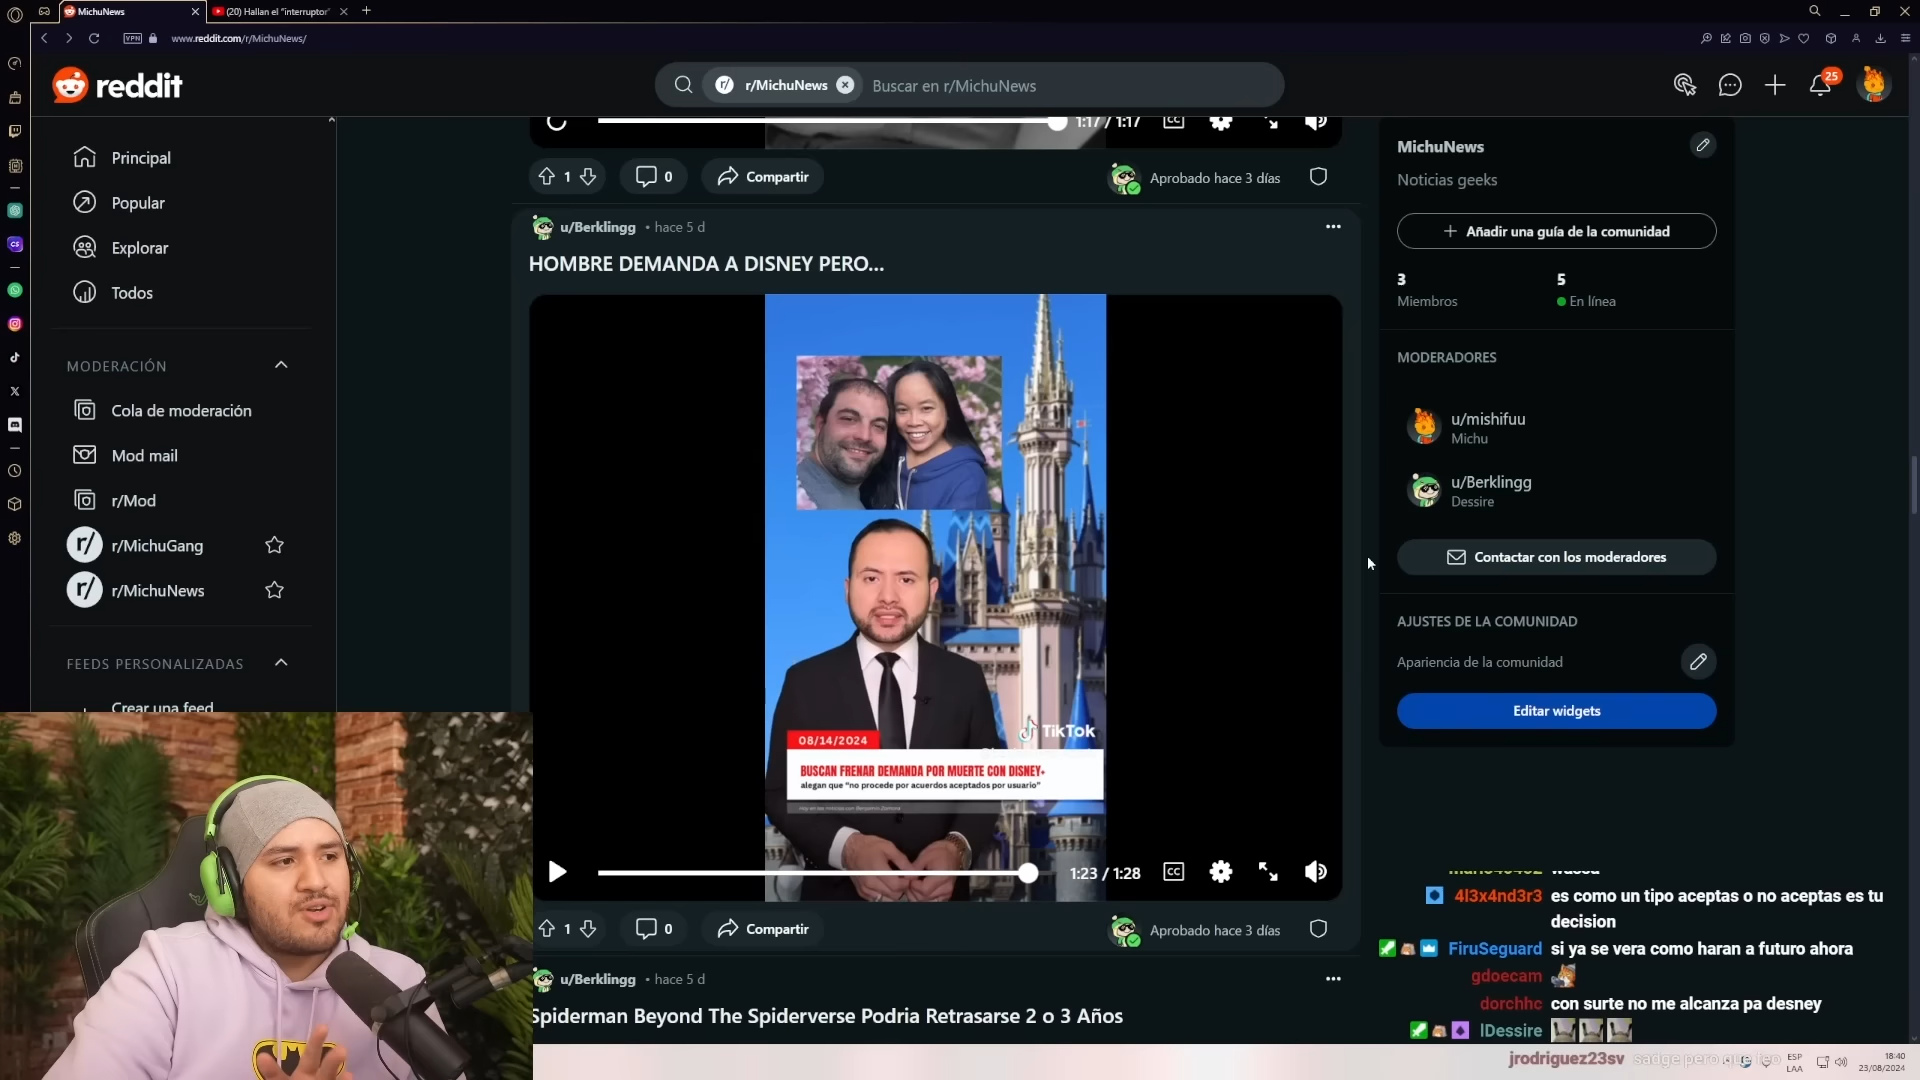 MichuNews
(20) Hallan el "interruptor"
VPN
www.reddit.com/r/MichuNews/
reddit
r/ r/MichuNews
Buscar en r/MichuNews
25
Principal
Popular
Explorar
Todos
MODERACIÓN
Cola de moderación
Mod mail
r/Mod
r/ r/MichuGang
r/ r/MichuNews
FEEDS PERSONALIZADAS
Crear una feed
1:17 / 1:17
CC
1
0
Compartir
Aprobado hace 3 días
u/Berklingg • hace 5 d
HOMBRE DEMANDA A DISNEY PERO...
TikTok
08/14/2024
BUSCAN FRENAR DEMANDA POR MUERTE CON DISNEY+
alegan que "no procede por acuerdos aceptados por usuario"
1:23 / 1:28
CC
1
0
Compartir
Aprobado hace 3 días
u/Berklingg • hace 5 d
Spiderman Beyond The Spiderverse Podria Retrasarse 2 o 3 Años
MichuNews
Noticias geeks
Añadir una guía de la comunidad
3
Miembros
5
En línea
MODERADORES
u/mishifuu
Michu
u/Berklingg
Dessire
Contactar con los moderadores
AJUSTES DE LA COMUNIDAD
Apariencia de la comunidad
Editar widgets
4l3x4nd3r3 es como un tipo aceptas o no aceptas es tu
decision
FiruSeguard si ya se vera como haran a futuro ahora
gdoecam
dorchhc con surte no me alcanza pa desney
lDessire
jrodriguez23sv sadge pero que feo
ESP
LAA
18:40
23/08/2024